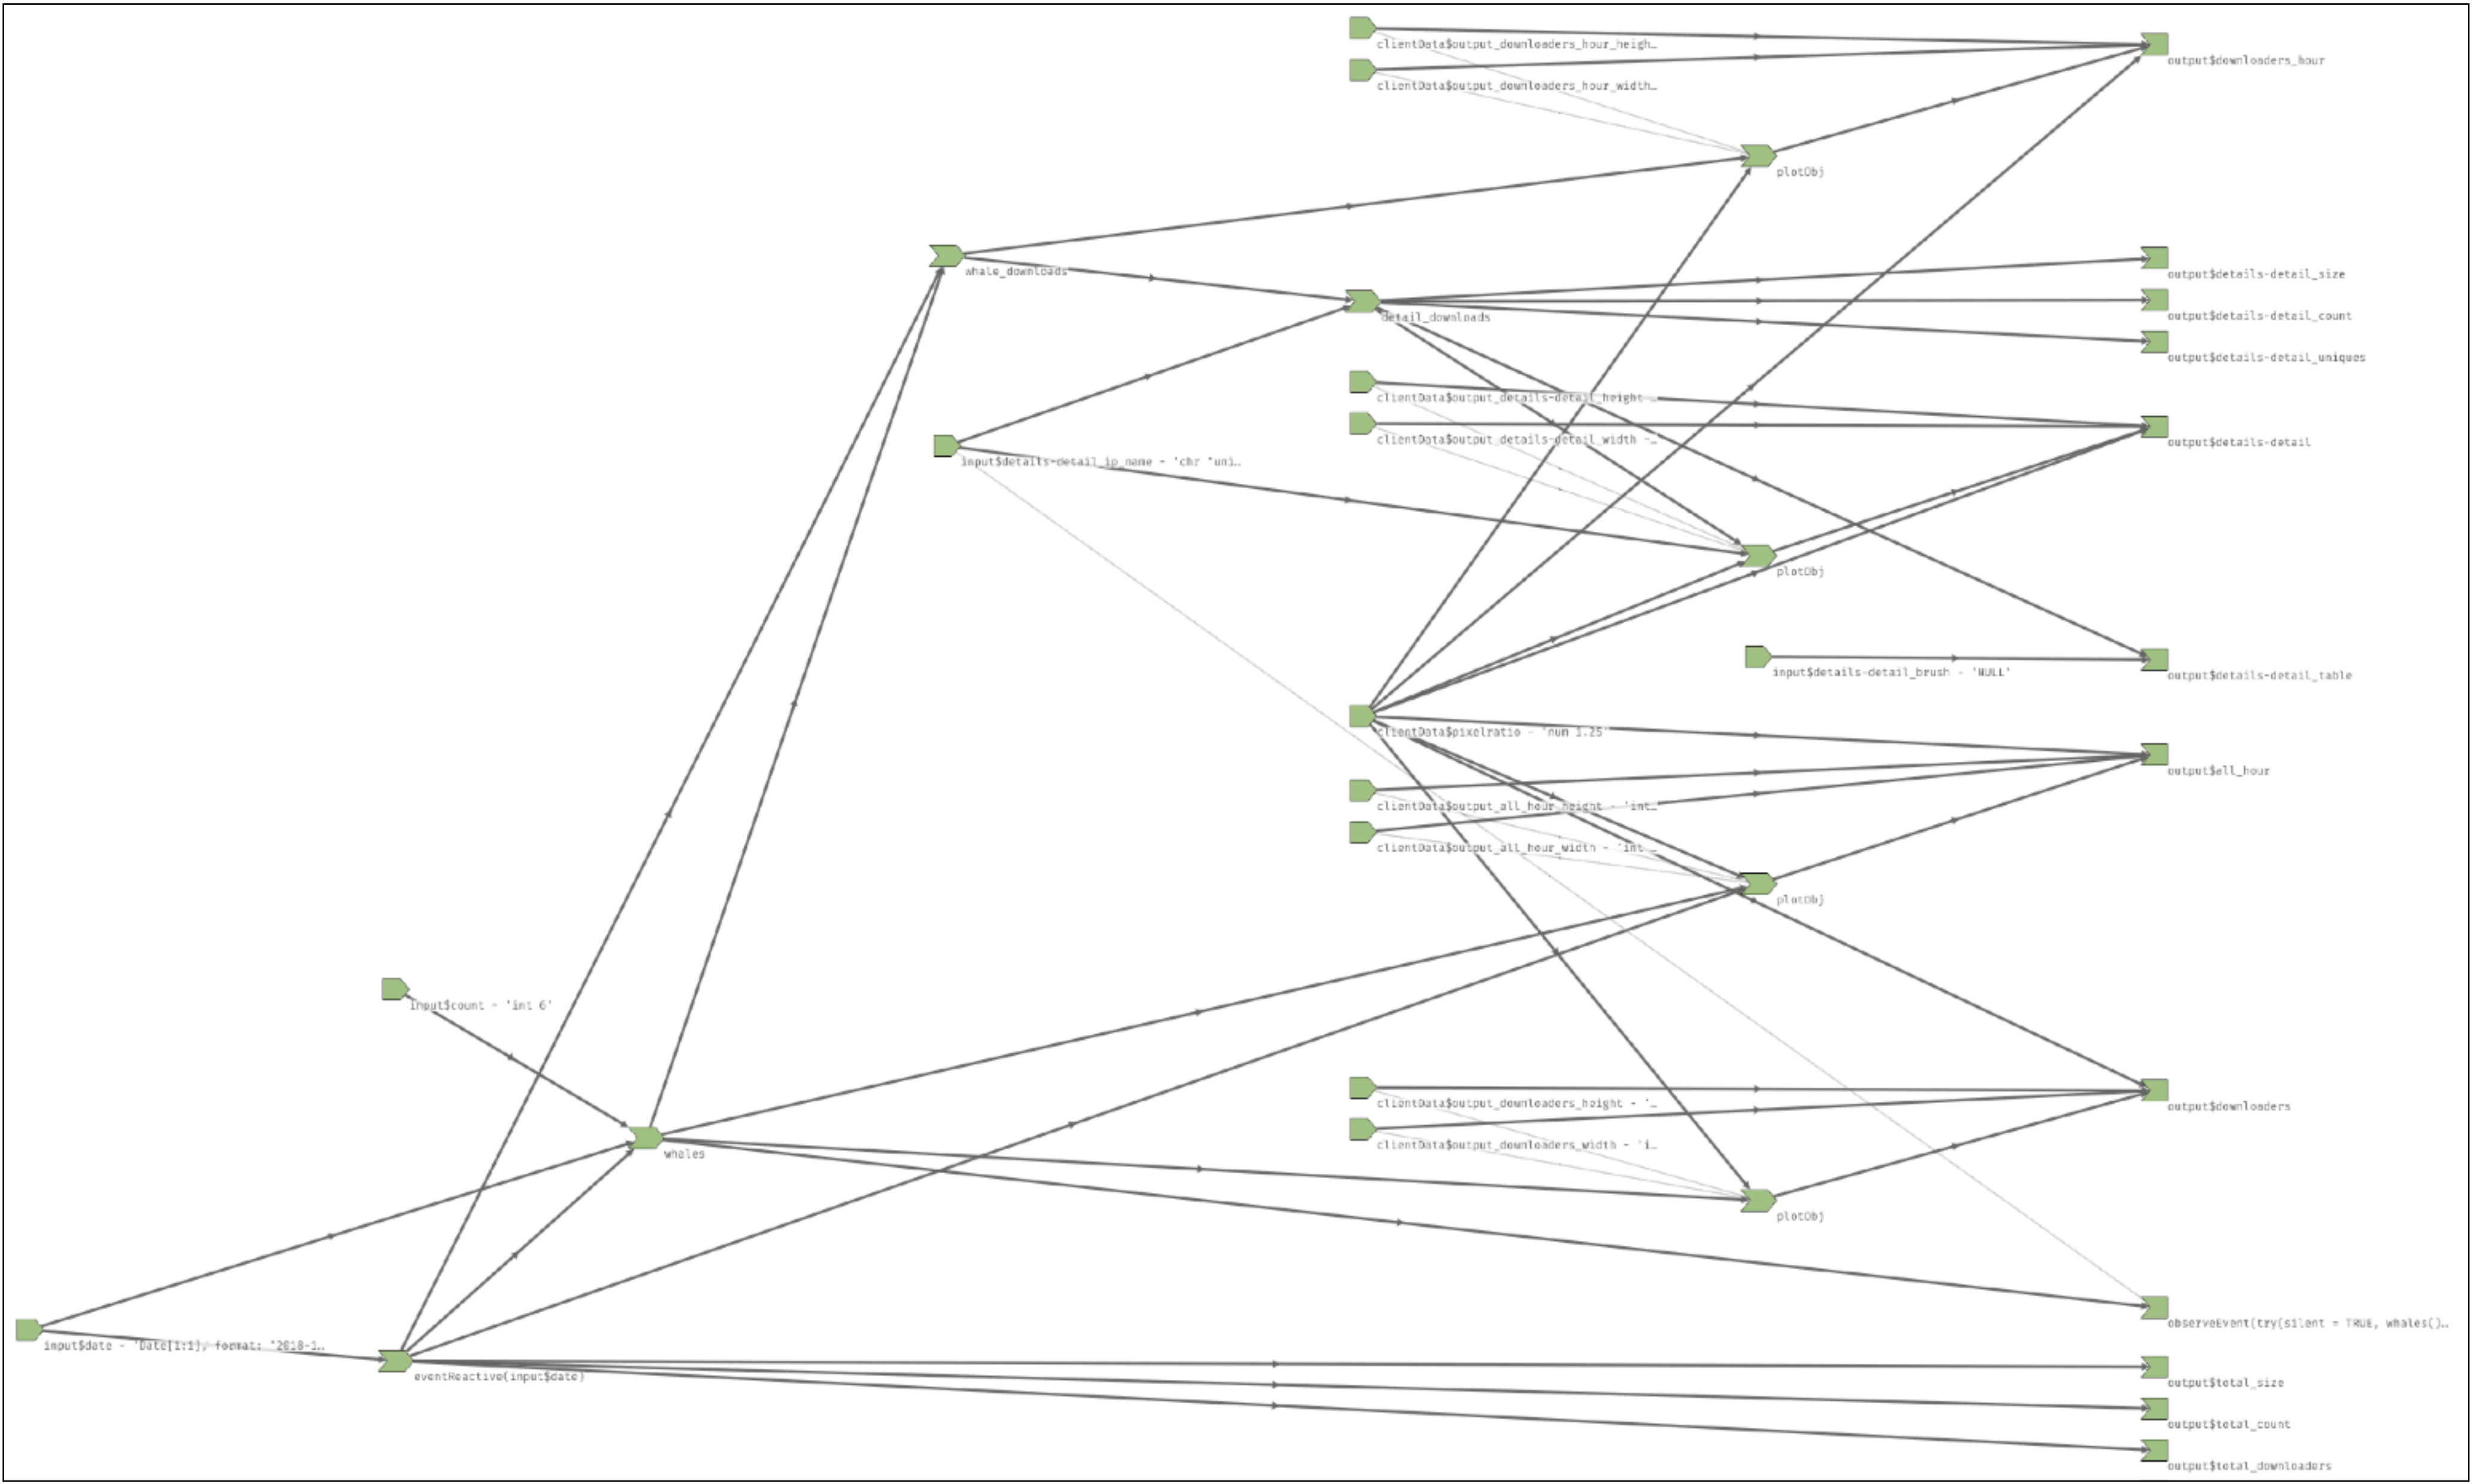 clientData$output_downloaders_hour_heigh…
output$downloaders_hour
clientData$output_downloaders_hour_width…
plotObj
whale_downloads
output$details-detail_size
detail_downloads
output$details-detail_count
output$details-detail_uniques
clientData$output_details-detail_height -…
clientData$output_details-detail_width -…
output$details-detail
input$details-detail_ip_name - 'chr "uni…
plotObj
input$details-detail_brush - 'NULL'
output$details-detail_table
clientData$pixelratio - 'num 1.25'
output$all_hour
clientData$output_all_hour_height - 'int…
clientData$output_all_hour_width - 'int …
plotObj
input$count - 'int 6'
clientData$output_downloaders_height - '…
output$downloaders
clientData$output_downloaders_width - 'i…
whales
plotObj
observeEvent(try(silent = TRUE, whales()…
input$date - 'Date[1:1], format: "2018-1…
eventReactive(input$date)
output$total_size
output$total_count
output$total_downloaders